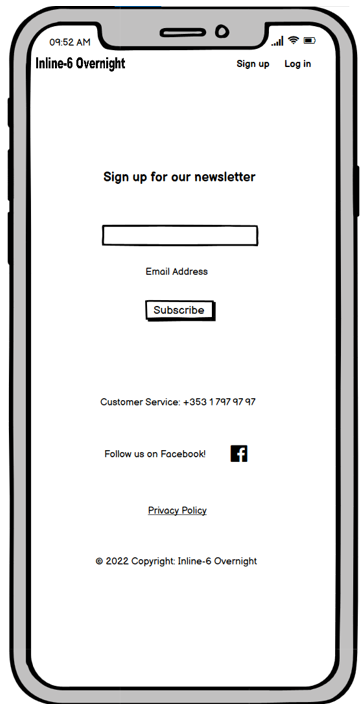 09:52 AM
Inline-6 Overnight Sign up Log in
Sign up for our newsletter
Email Address
Subscribe
Customer Service: +353 1 797 97 97
Follow us on Facebook!
Privacy Policy
© 2022 Copyright: Inline-6 Overnight